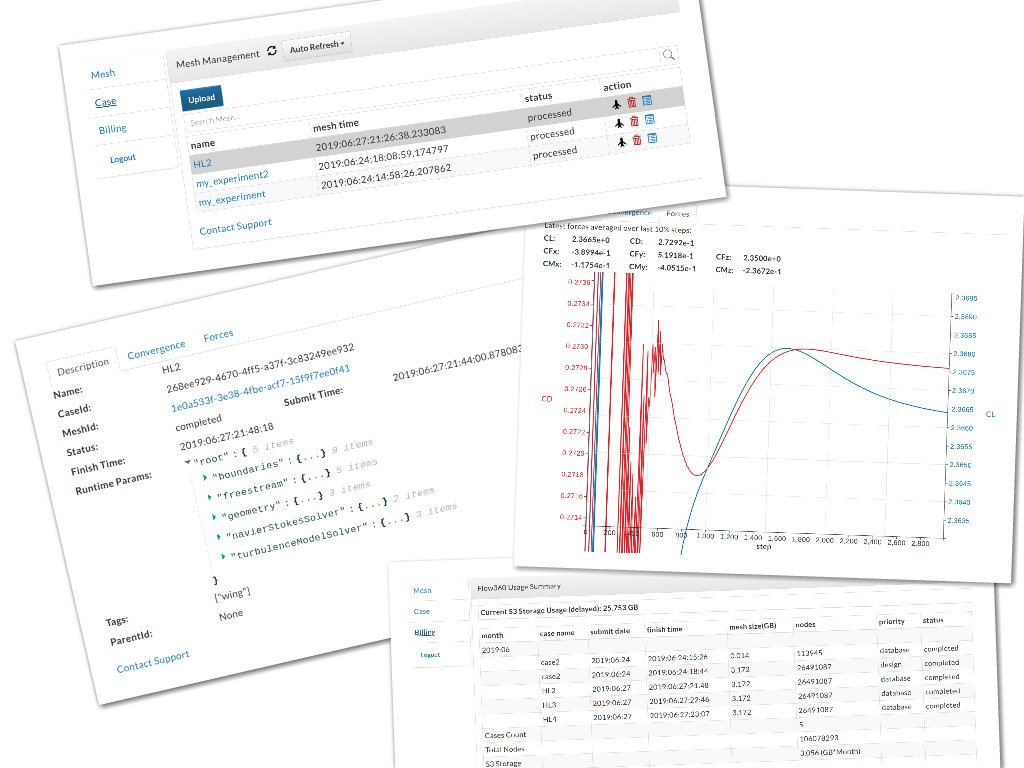 Mesh
Case
Billing
Logout
Mesh Management Auto Refresh
Upload
Search Mesh...
name mesh time status action
HL2 2019:06:27:21:26:38.233083 processed
my_experiment2 2019:06:24:18:08:59.174797 processed
my_experiment 2019:06:24:14:58:26.207862 processed
Contact Support
Convergence Forces
Latest forces averaged over last 10% steps:
CL: 2.3665e+0 CD: 2.7292e-1
CFx: -3.8994e-1 CFy: 5.1918e-1 CFz: 2.3500e+0
CMx: -1.1754e-1 CMy: -4.0515e-1 CMz: -2.3672e-1
0.2736
0.2734
0.2732
0.2730
0.2728
0.2726
0.2724
0.2722
0.2720
0.2718
0.2716
0.2714
CD
2.3695
2.3690
2.3685
2.3680
2.3675
2.3670
2.3665
2.3660
2.3655
2.3650
2.3645
2.3640
2.3635
CL
0 200 400 600 800 1,000 1,200 1,400 1,600 1,800 2,000 2,200 2,400 2,600 2,800
step
Description Convergence Forces
Name: HL2
CaseId: 268ee929-4670-4ff5-a37f-3c83249ee932
MeshId: 1e0a533f-3e38-4fbe-acf7-15f9f7ee0f41
Status: completed Submit Time: 2019:06:27:21:44:00.878083
Finish Time: 2019:06:27:21:48:18
Runtime Params: "root" : { 5 items
"boundaries" : {...} 9 items
"freestream" : {...} 5 items
"geometry" : {...} 3 items
"navierStokesSolver" : {...} 2 items
"turbulenceModelSolver" : {...} 3 items
}
Tags: ["wing"]
ParentId: None
Contact Support
Mesh
Case
Billing
Logout
Flow360 Usage Summary
Current S3 Storage Usage (delayed): 25.753 GB
month case name submit date finish time mesh size(GB) nodes priority status
2019:06
case2 2019:06:24 2019:06:24:15:26 0.014 113945 database completed
case2 2019:06:24 2019:06:24:18:44 3.172 26491087 design completed
HL2 2019:06:27 2019:06:27:21:48 3.172 26491087 database completed
HL3 2019:06:27 2019:06:27:22:46 3.172 26491087 database completed
HL4 2019:06:27 2019:06:27:23:07 3.172 26491087 database completed
Cases Count 5
Total Nodes 106078293
S3 Storage 3.056 (GB*Month)